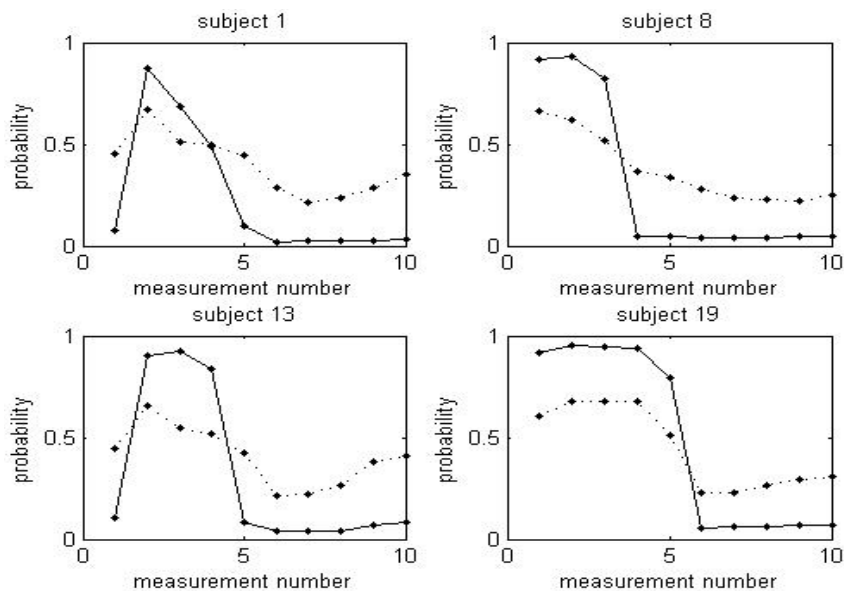 subject 1
1
0.5
0
probability
0 5 10
measurement number
subject 8
1
0.5
0
probability
0 5 10
measurement number
subject 13
1
0.5
0
probability
0 5 10
measurement number
subject 19
1
0.5
0
probability
0 5 10
measurement number